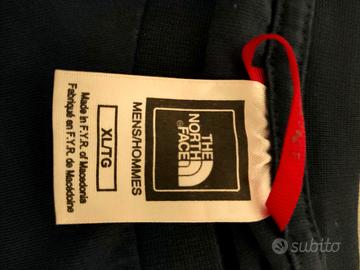 THE
NORTH
FACE
MENS/HOMMES
XL/TG
Made in F.Y.R. of Macedonia
Fabriqué en F.Y.R. de Macédoine
subito